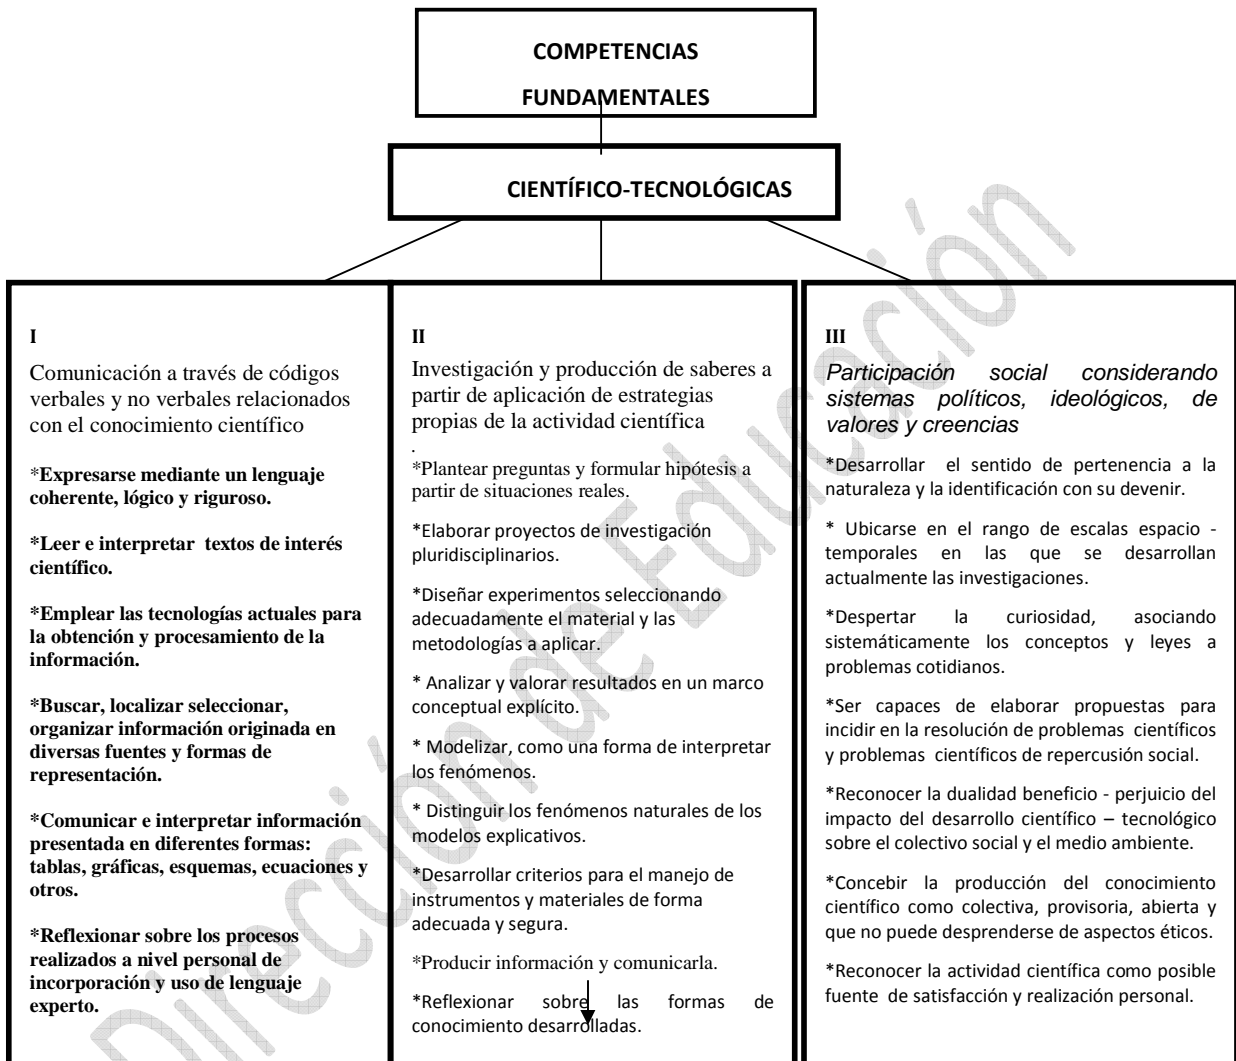 COMPETENCIAS
FUNDAMENTALES
CIENTÍFICO-TECNOLÓGICAS
I
Comunicación a través de códigos
verbales y no verbales relacionados
con el conocimiento científico
*Expresarse mediante un lenguaje
coherente, lógico y riguroso.
*Leer e interpretar textos de interés
científico.
*Emplear las tecnologías actuales para
la obtención y procesamiento de la
información.
*Buscar, localizar seleccionar,
organizar información originada en
diversas fuentes y formas de
representación.
*Comunicar e interpretar información
presentada en diferentes formas:
tablas, gráficas, esquemas, ecuaciones y
otros.
*Reflexionar sobre los procesos
realizados a nivel personal de
incorporación y uso de lenguaje
experto.
II
Investigación y producción de saberes a
partir de aplicación de estrategias
propias de la actividad científica
.
*Plantear preguntas y formular hipótesis a
partir de situaciones reales.
*Elaborar proyectos de investigación
pluridisciplinarios.
*Diseñar experimentos seleccionando
adecuadamente el material y las
metodologías a aplicar.
* Analizar y valorar resultados en un marco
conceptual explícito.
* Modelizar, como una forma de interpretar
los fenómenos.
* Distinguir los fenómenos naturales de los
modelos explicativos.
*Desarrollar criterios para el manejo de
instrumentos y materiales de forma
adecuada y segura.
*Producir información y comunicarla.
*Reflexionar sobre las formas de
conocimiento desarrolladas.
III
Participación social considerando
sistemas políticos, ideológicos, de
valores y creencias
*Desarrollar el sentido de pertenencia a la
naturaleza y la identificación con su devenir.
* Ubicarse en el rango de escalas espacio -
temporales en las que se desarrollan
actualmente las investigaciones.
*Despertar la curiosidad, asociando
sistemáticamente los conceptos y leyes a
problemas cotidianos.
*Ser capaces de elaborar propuestas para
incidir en la resolución de problemas científicos
y problemas científicos de repercusión social.
*Reconocer la dualidad beneficio - perjuicio del
impacto del desarrollo científico – tecnológico
sobre el colectivo social y el medio ambiente.
*Concebir la producción del conocimiento
científico como colectiva, provisoria, abierta y
que no puede desprenderse de aspectos éticos.
*Reconocer la actividad científica como posible
fuente de satisfacción y realización personal.
Dirección de Educación